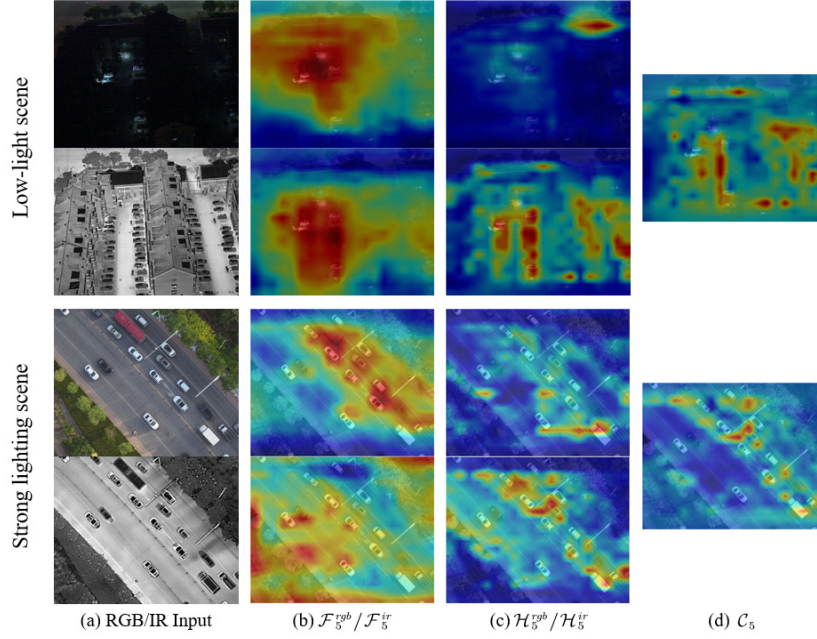 Low-light scene
Strong lighting scene
(a) RGB/IR Input
(b) $\mathcal{F}_5^{rgb}/\mathcal{F}_5^{ir}$
(c) $\mathcal{H}_5^{rgb}/\mathcal{H}_5^{ir}$
(d) $\mathcal{C}_5$